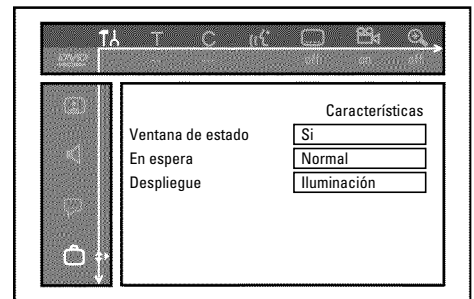 T C
DVD -- --- off on off
Características
Ventana de estado Si
En espera Normal
Despliegue Iluminación